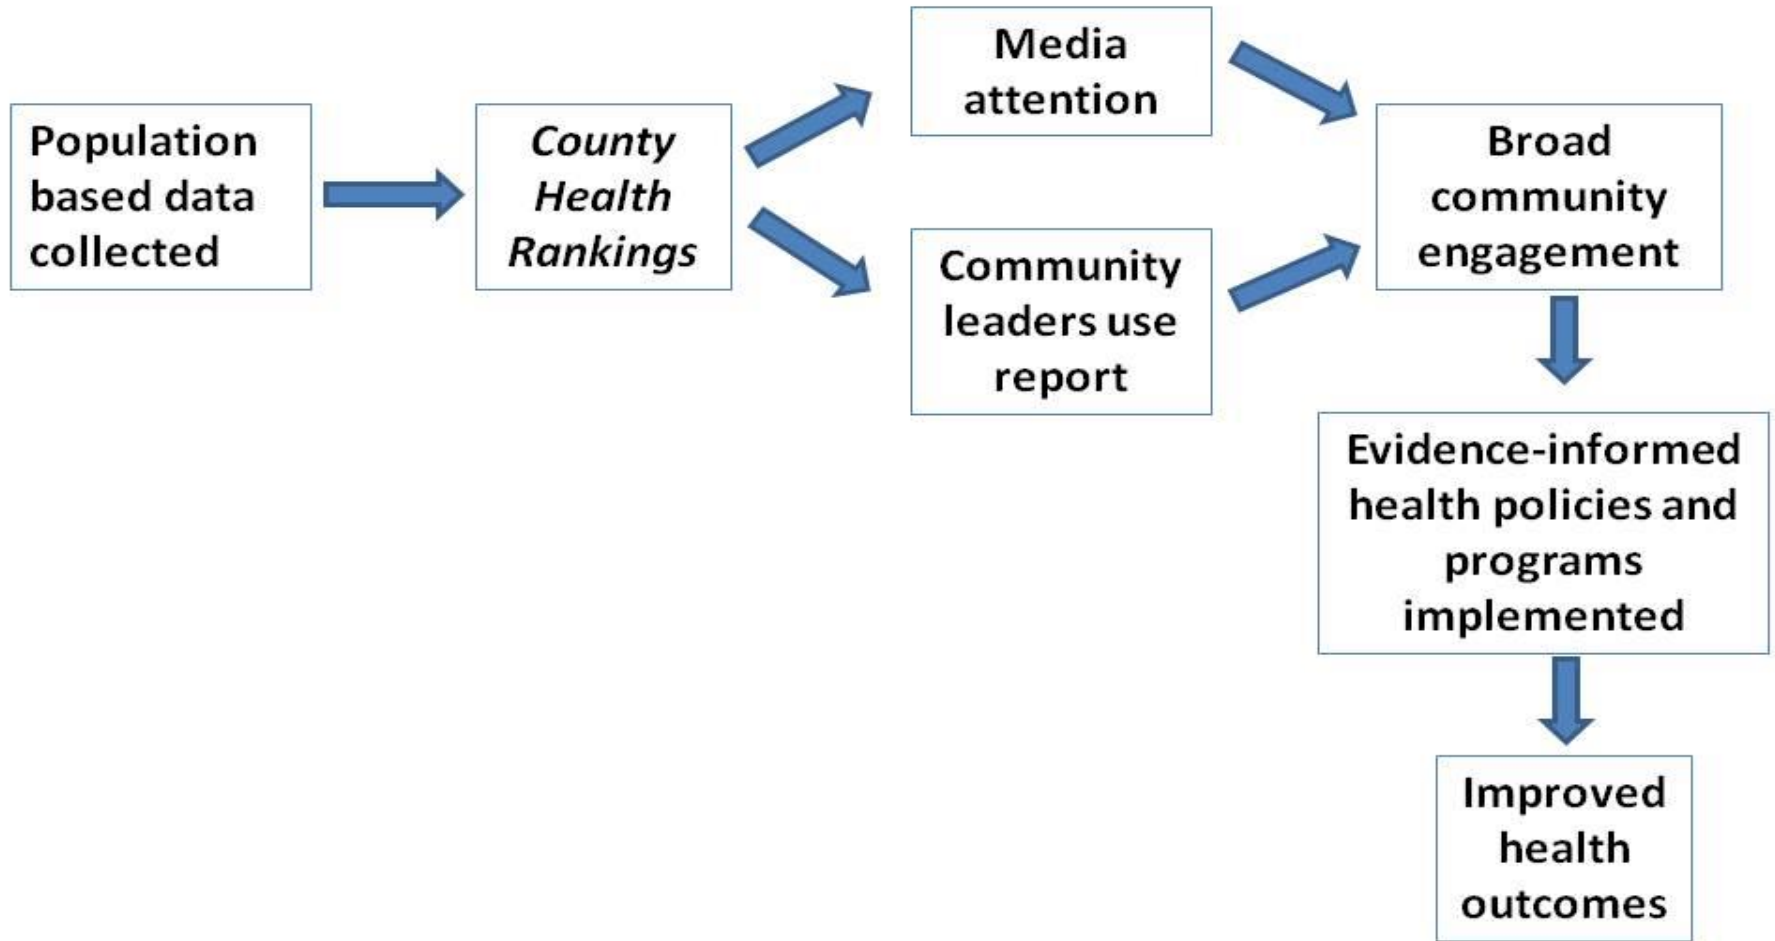 Population
based data
collected
County
Health
Rankings
Media
attention
Community
leaders use
report
Broad
community
engagement
Evidence-informed
health policies and
programs
implemented
Improved
health
outcomes